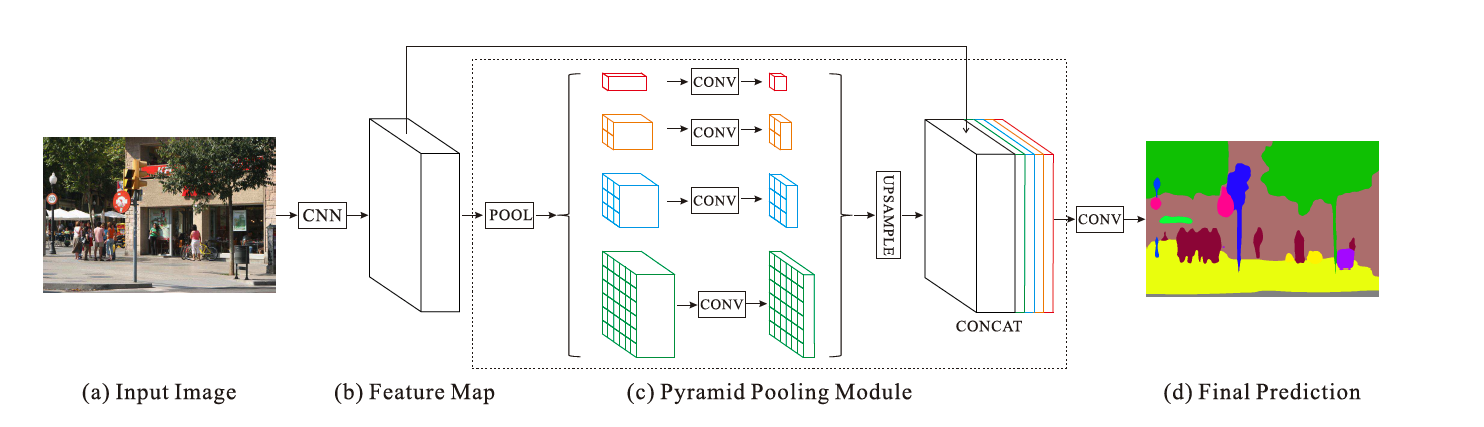 CNN
POOL
CONV
CONV
CONV
CONV
UPSAMPLE
CONCAT
CONV
(a) Input Image
(b) Feature Map
(c) Pyramid Pooling Module
(d) Final Prediction